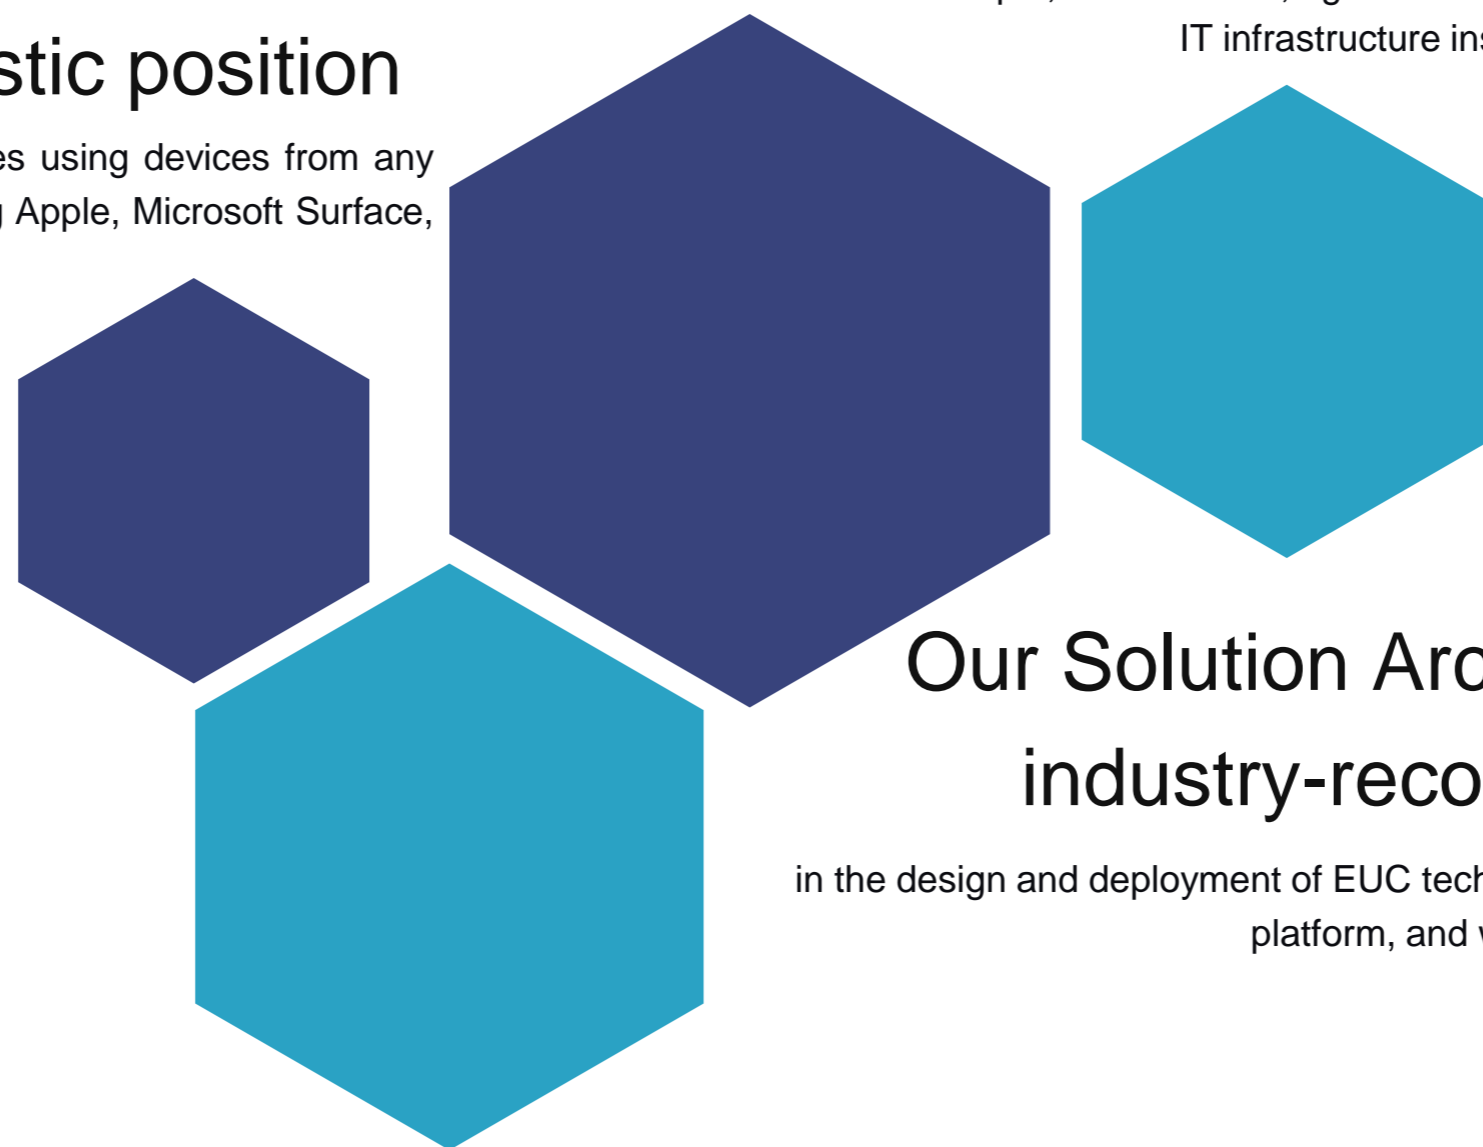 stic position
es using devices from any
g Apple, Microsoft Surface,
IT infrastructure ins
Our Solution Arc
industry-reco
in the design and deployment of EUC tech
platform, and